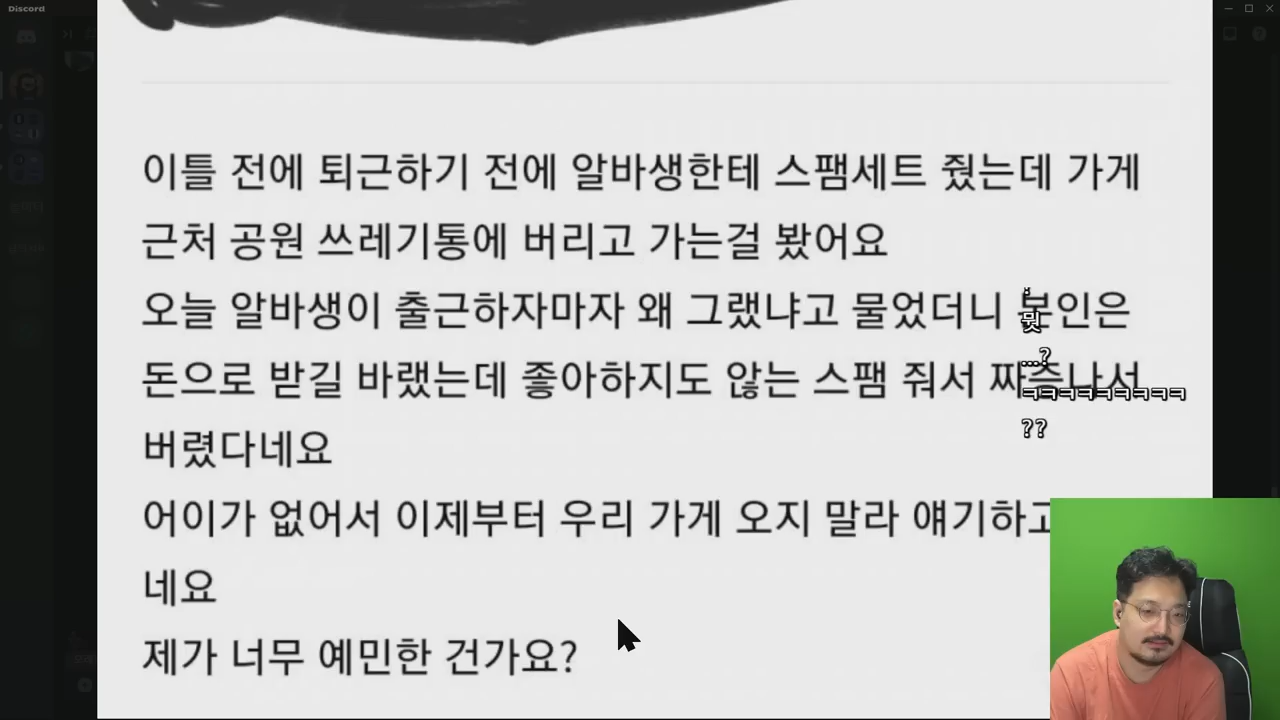 Discord
이틀 전에 퇴근하기 전에 알바생한테 스팸세트 줬는데 가게
근처 공원 쓰레기통에 버리고 가는걸 봤어요
오늘 알바생이 출근하자마자 왜 그랬냐고 물었더니 본인은
돈으로 받길 바랬는데 좋아하지도 않는 스팸 줘서 짜증나서
버렸다네요
어이가 없어서 이제부터 우리 가게 오지 말라 얘기하고
네요
제가 너무 예민한 건가요?
뭣
...?
ㅋㅋㅋㅋㅋㅋㅋㅋㅋ
??